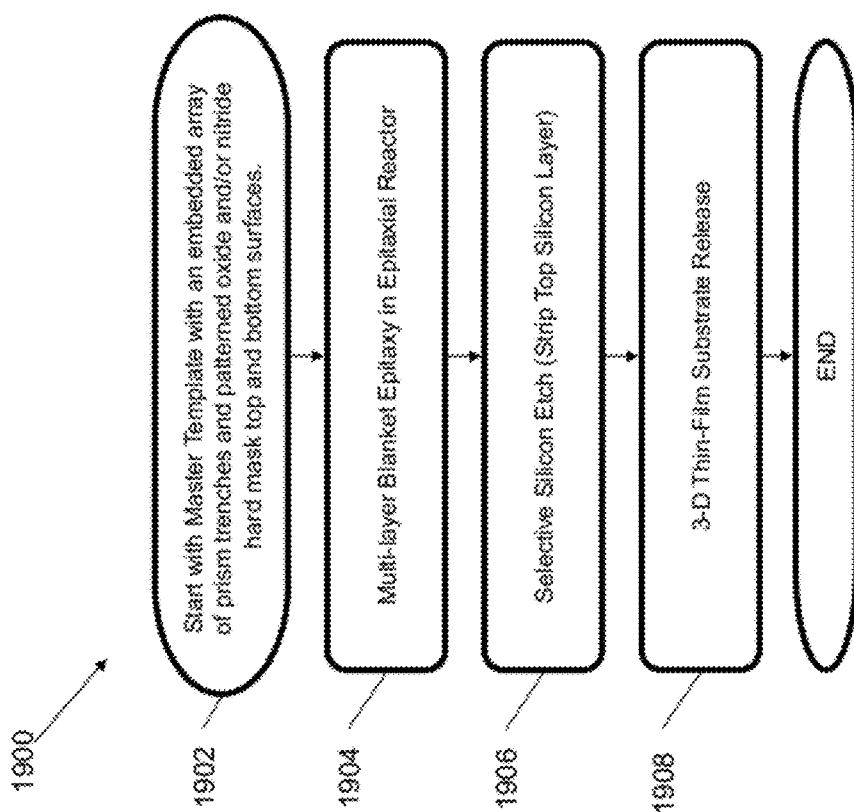 1900
1902
Start with Master Template with an embedded array
of prism trenches and patterned oxide and/or nitride
hard mask top and bottom surfaces.
1904
Multi-layer Blanket Epitaxy in Epitaxial Reactor
1906
Selective Silicon Etch (Strip Top Silicon Layer)
1908
3-D Thin-Film Substrate Release
END